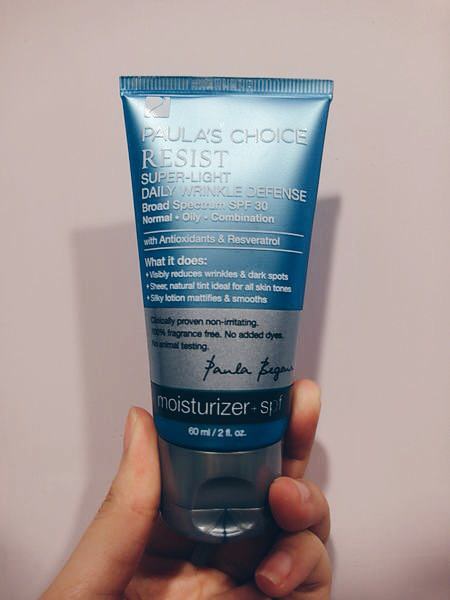 PAULA'S CHOICE
RESIST
SUPER-LIGHT
DAILY WRINKLE DEFENSE
Broad Spectrum SPF 30
Normal • Oily • Combination
with Antioxidants & Resveratrol
What it does:
• Visibly reduces wrinkles & dark spots
• Sheer, natural tint ideal for all skin tones
• Silky lotion mattifies & smooths
Clinically proven non-irritating.
100% fragrance free. No added dyes.
No animal testing.
Paula Begoun
moisturizer + spf
60 ml / 2 fl. oz.